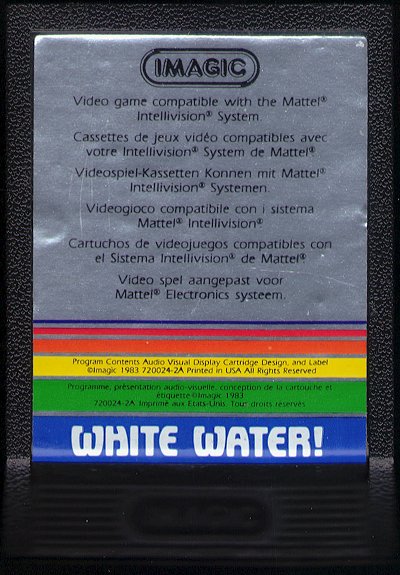 IMAGIC
Video game compatible with the Mattel®
Intellivision® System.
Cassettes de jeux vidéo compatibles avec
votre Intellivision® System de Mattel®
Videospiel-Kassetten Konnen mit Mattel®
Intellivision® Systemen.
Videogioco compatibile con i sistema
Mattel® Intellivision®
Cartuchos de videojuegos compatibles con
el Sistema Intellivision® de Mattel®
Video spel aangepast voor
Mattel® Electronics systeem.
Program Contents Audio Visual Display Cartridge Design, and Label
©Imagic 1983 720024-2A Printed in USA All Rights Reserved
Programme, présentation audio-visuelle, conception de la cartouche et
étiquette ©Imagic 1983
720024-2A Imprimé aux États-Unis. Tous droits réservés
WHITE WATER!